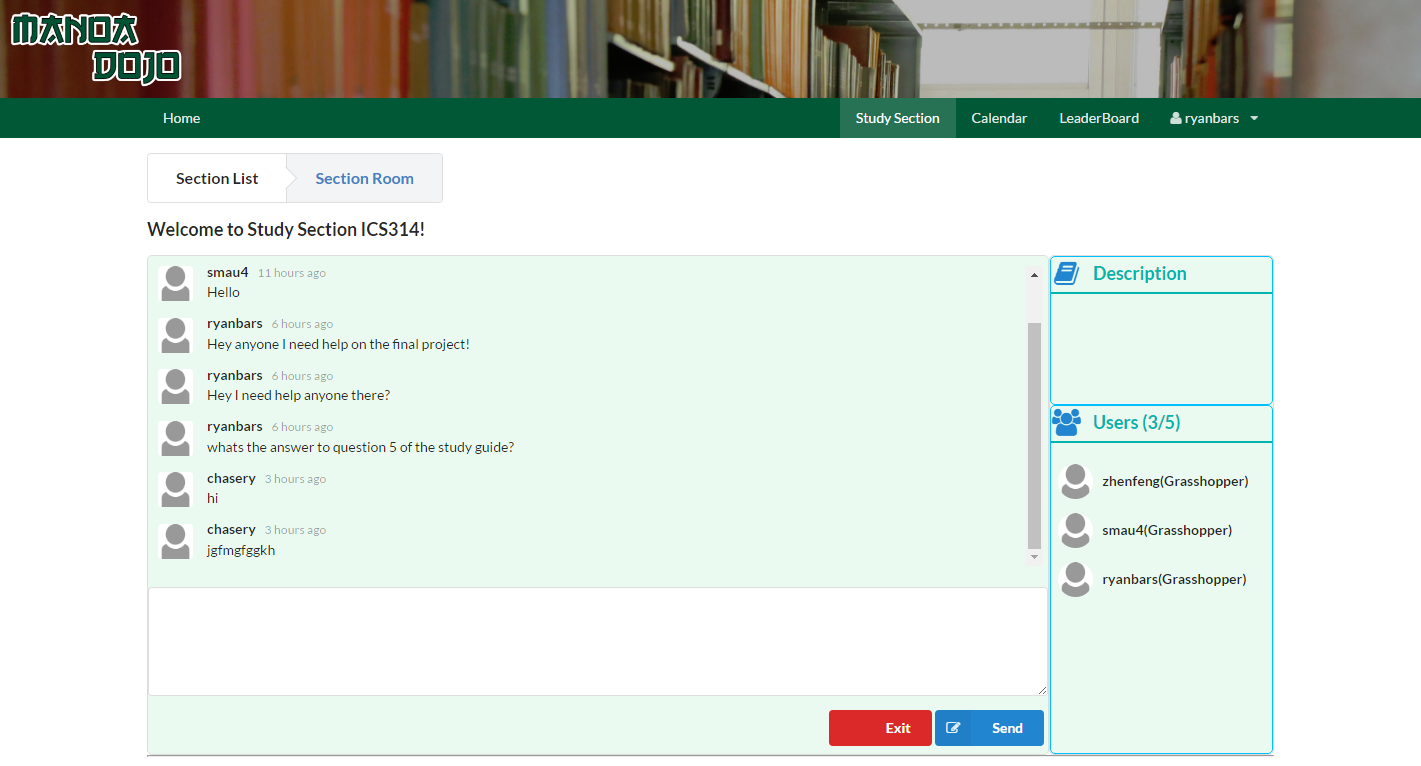 MANOA
DOJO
Home
Study Section
Calendar
LeaderBoard
ryanbars
Section List
Section Room
Welcome to Study Section ICS314!
smau4 11 hours ago
Hello
ryanbars 6 hours ago
Hey anyone I need help on the final project!
ryanbars 6 hours ago
Hey I need help anyone there?
ryanbars 6 hours ago
whats the answer to question 5 of the study guide?
chasery 3 hours ago
hi
chasery 3 hours ago
jgfmgfggkh
Exit
Send
Description
Users (3/5)
zhenfeng(Grasshopper)
smau4(Grasshopper)
ryanbars(Grasshopper)